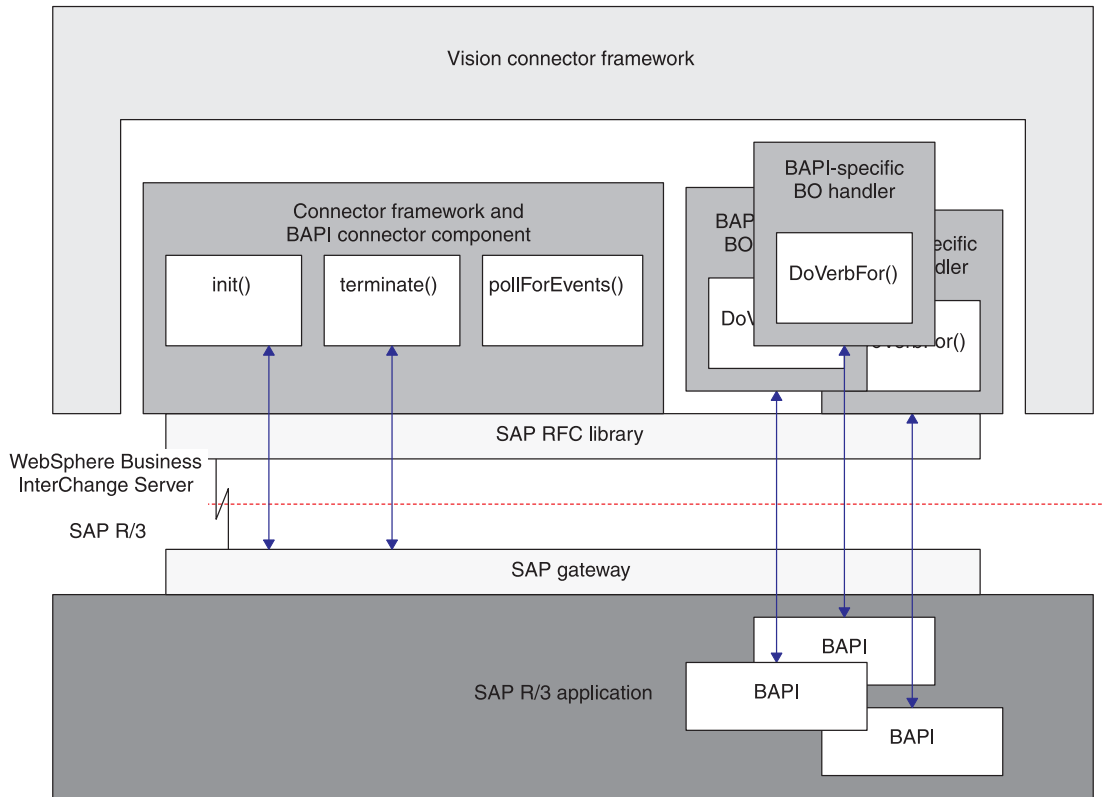 Vision connector framework
BAPI-specific
BO handler
Connector framework and
BAPI connector component
init()
terminate()
pollForEvents()
DoVerbFor()
SAP RFC library
WebSphere Business
InterChange Server
SAP R/3
SAP gateway
SAP R/3 application
BAPI
BAPI
BAPI